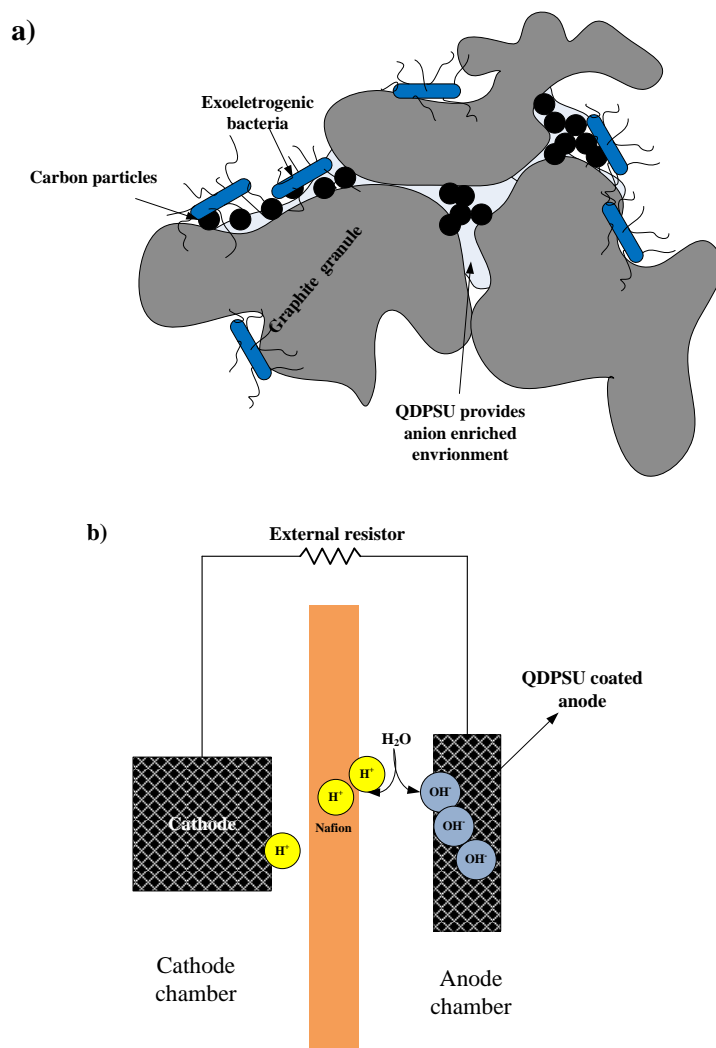 a)
Exoeletrogenic
bacteria
Carbon particles
Graphite granule
QDPSU provides
anion enriched
envrionment
b)
External resistor
QDPSU coated
anode
H₂O
H⁺
H⁺
Nafion
OH⁻
OH⁻
OH⁻
Cathode
H⁺
Cathode
chamber
Anode
chamber